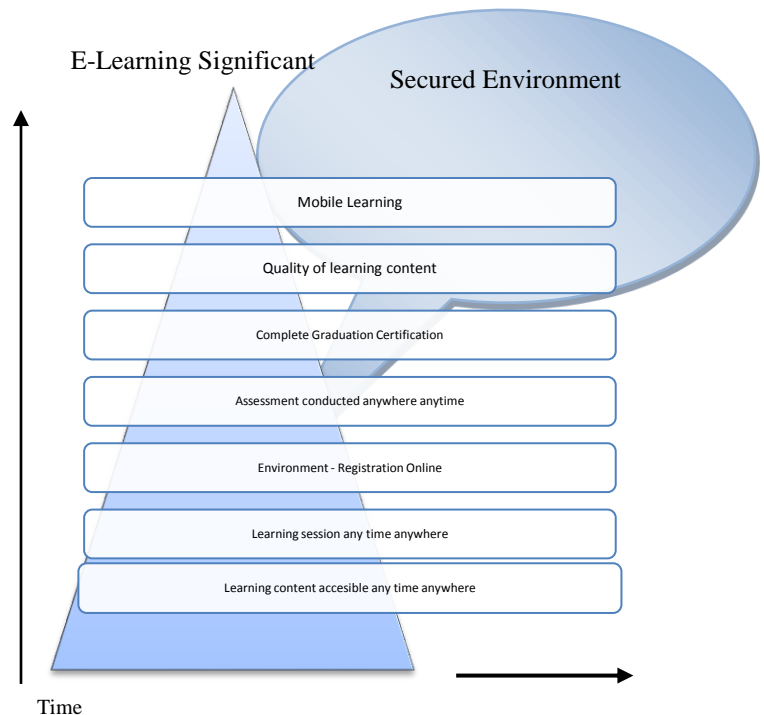 E-Learning Significant
Secured Environment
Mobile Learning
Quality of learning content
Complete Graduation Certification
Assessment conducted anywhere anytime
Environment - Registration Online
Learning session any time anywhere
Learning content accesible any time anywhere
Time